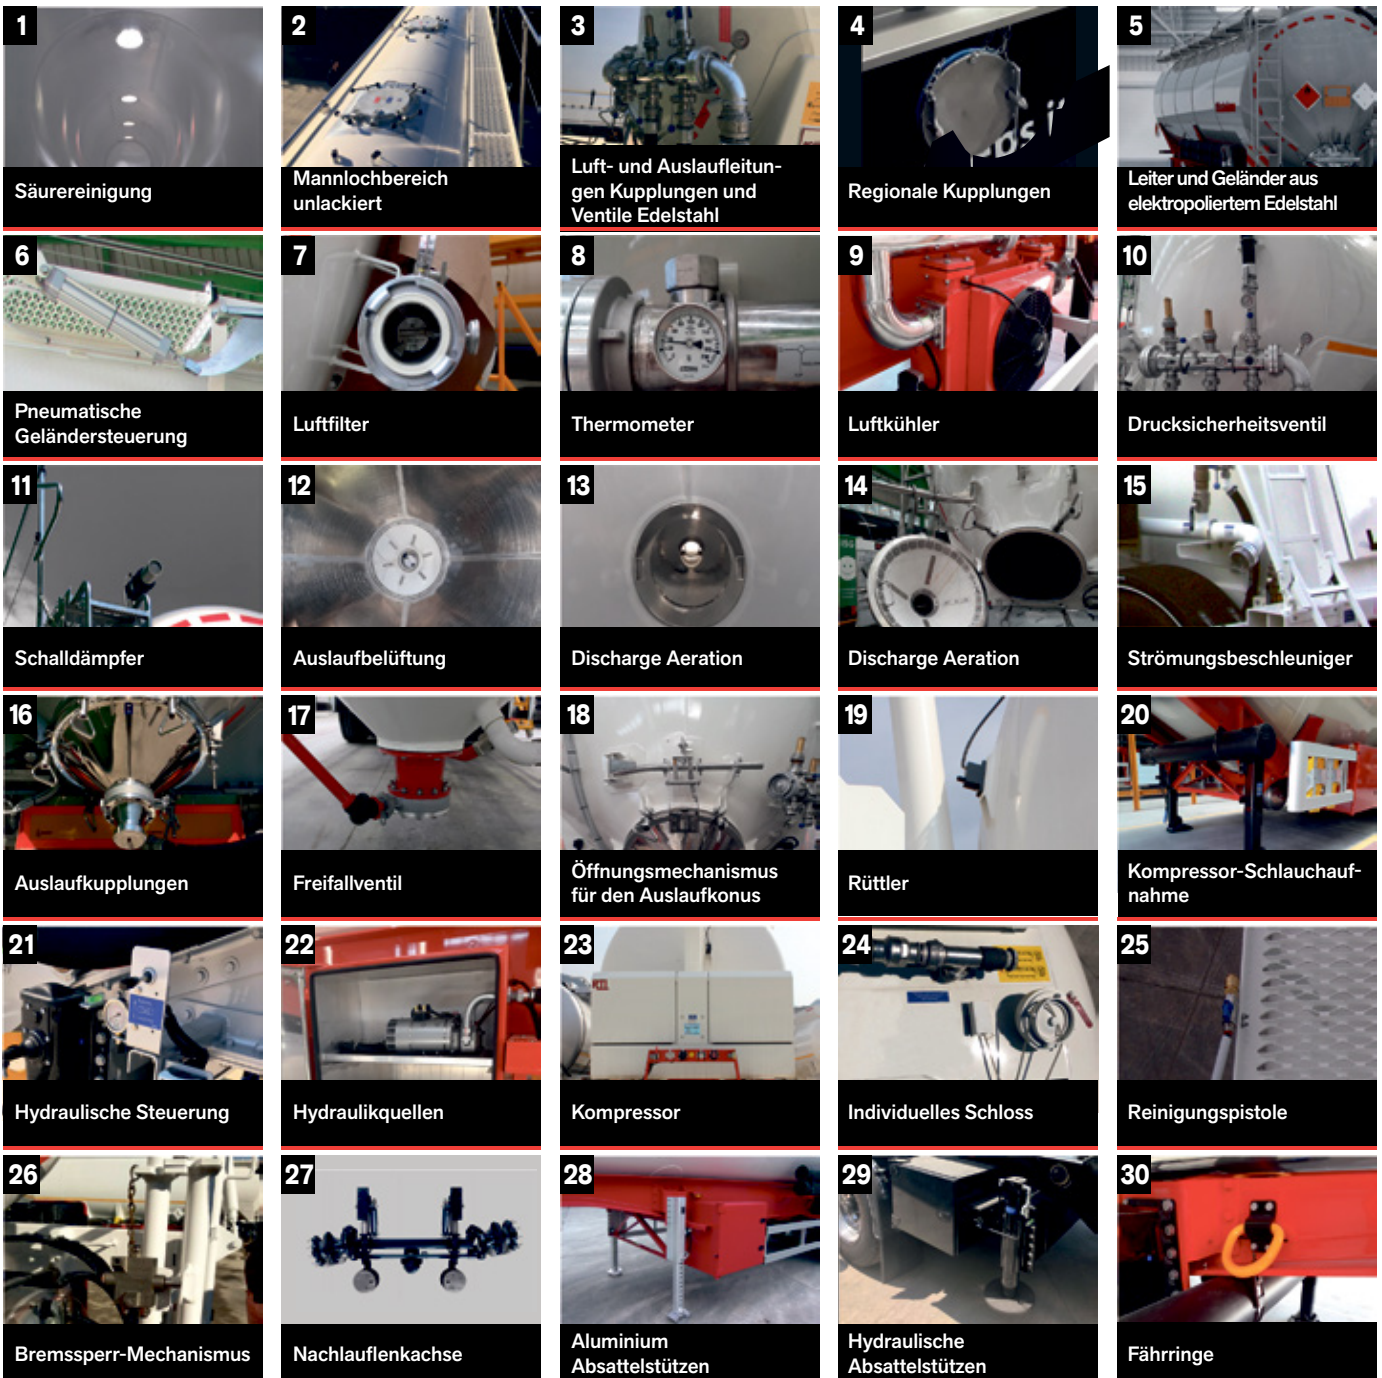 1
Säurereinigung
2
Mannlochbereich
unlackiert
3
Luft- und Auslaufleitun-
gen Kupplungen und
Ventile Edelstahl
4
Regionale Kupplungen
5
Leiter und Geländer aus
elektropoliertem Edelstahl
6
Pneumatische
Geländersteuerung
7
Luftfilter
8
Thermometer
9
Luftkühler
10
Drucksicherheitsventil
11
Schalldämpfer
12
Auslaufbelüftung
13
Discharge Aeration
14
Discharge Aeration
15
Strömungsbeschleuniger
16
Auslaufkupplungen
17
Freifallventil
18
Öffnungsmechanismus
für den Auslaufkonus
19
Rüttler
20
Kompressor-Schlauchauf-
nahme
21
Hydraulische Steuerung
22
Hydraulikquellen
23
Kompressor
24
Individuelles Schloss
25
Reinigungspistole
26
Bremssperr-Mechanismus
27
Nachlauflenkachse
28
Aluminium
Absattelstützen
29
Hydraulische
Absattelstützen
30
Fährringe